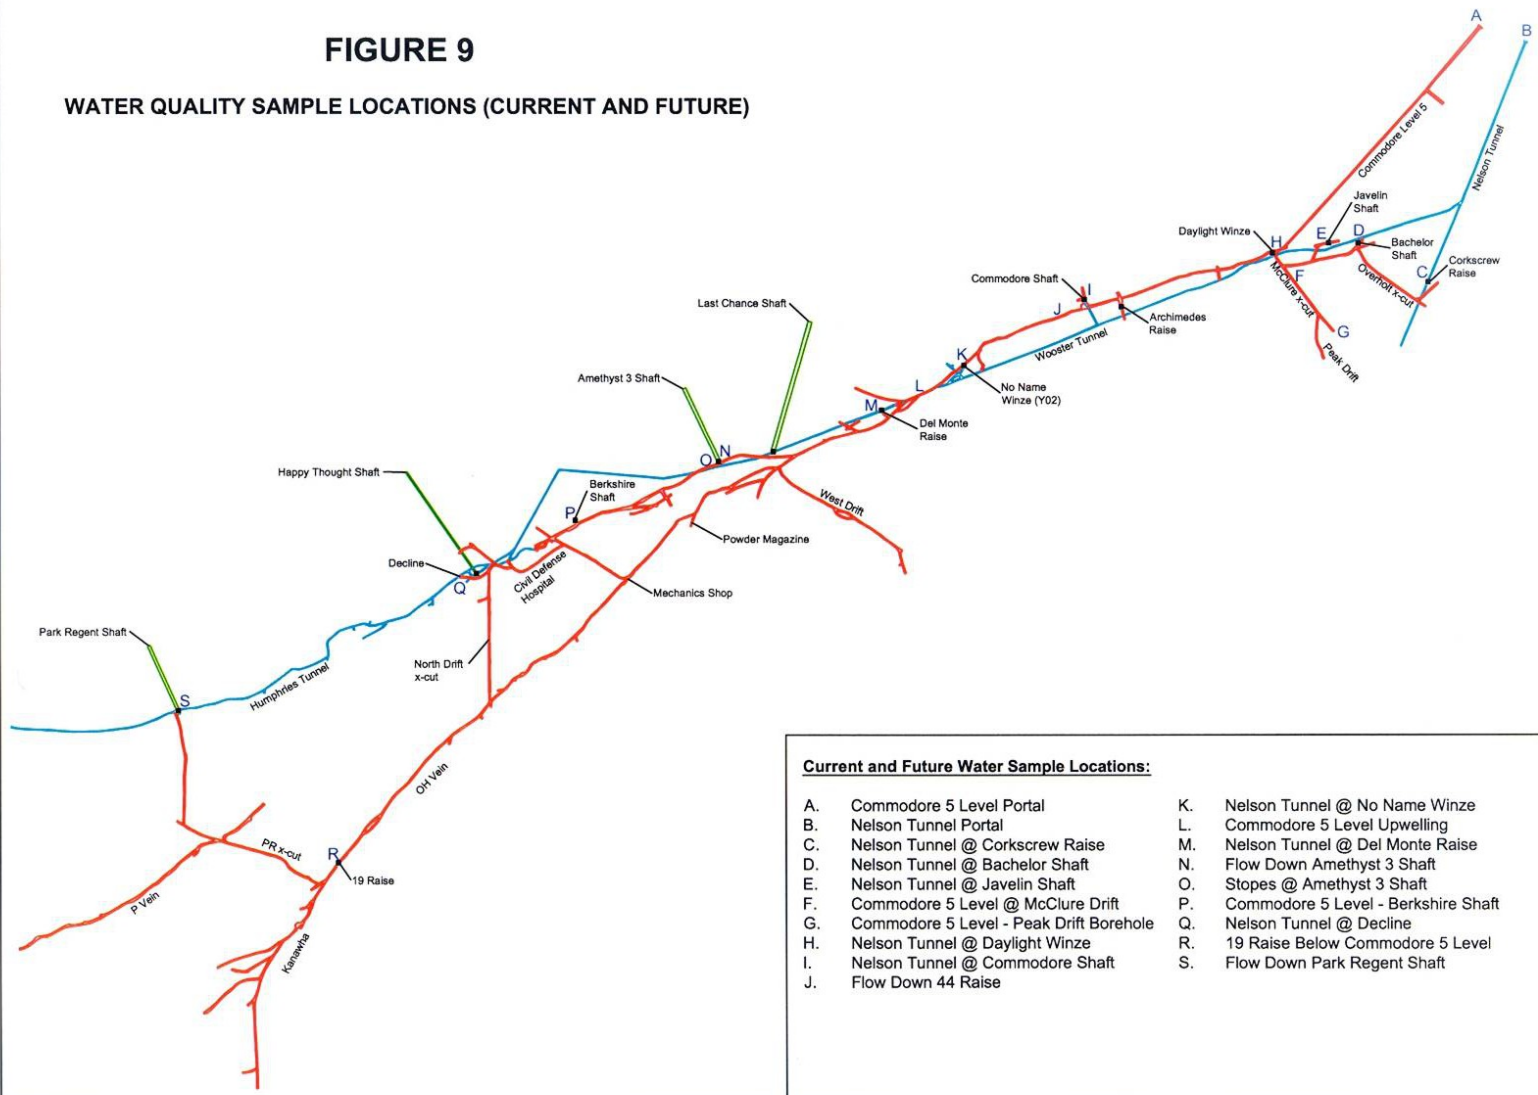 FIGURE 9
WATER QUALITY SAMPLE LOCATIONS (CURRENT AND FUTURE)
A
B
Commodore Level 5
Nelson Tunnel
Javelin
Shaft
Daylight Winze
H
E
D
Bachelor
Shaft
Corkscrew
Raise
C
F
McClure x-cut
Overholt x-cut
G
Peak Drift
Commodore Shaft
I
J
Archimedes
Raise
Wooster Tunnel
Last Chance Shaft
K
No Name
Winze (Y02)
Amethyst 3 Shaft
L
M
Del Monte
Raise
N
O
Happy Thought Shaft
Berkshire
Shaft
P
West Drift
Powder Magazine
Decline
Q
Civil Defense
Hospital
Mechanics Shop
Park Regent Shaft
North Drift
x-cut
Humphries Tunnel
S
OH Vein
PR x-cut
R
19 Raise
P Vein
Kanawha
Current and Future Water Sample Locations:
A. Commodore 5 Level Portal
B. Nelson Tunnel Portal
C. Nelson Tunnel @ Corkscrew Raise
D. Nelson Tunnel @ Bachelor Shaft
E. Nelson Tunnel @ Javelin Shaft
F. Commodore 5 Level @ McClure Drift
G. Commodore 5 Level - Peak Drift Borehole
H. Nelson Tunnel @ Daylight Winze
I. Nelson Tunnel @ Commodore Shaft
J. Flow Down 44 Raise
K. Nelson Tunnel @ No Name Winze
L. Commodore 5 Level Upwelling
M. Nelson Tunnel @ Del Monte Raise
N. Flow Down Amethyst 3 Shaft
O. Stopes @ Amethyst 3 Shaft
P. Commodore 5 Level - Berkshire Shaft
Q. Nelson Tunnel @ Decline
R. 19 Raise Below Commodore 5 Level
S. Flow Down Park Regent Shaft